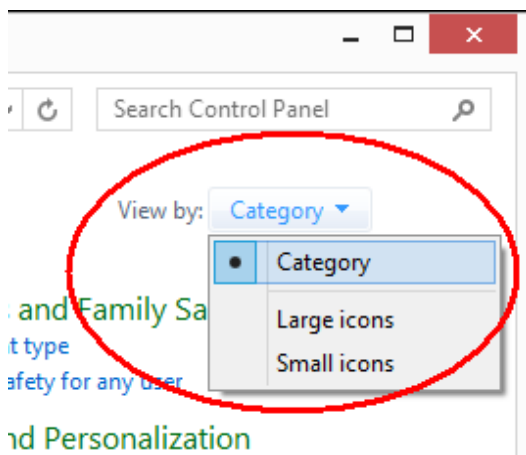 Search Control Panel
View by: Category
Category
and Family Sa
Large icons
t type
Small icons
afety for any user
nd Personalization